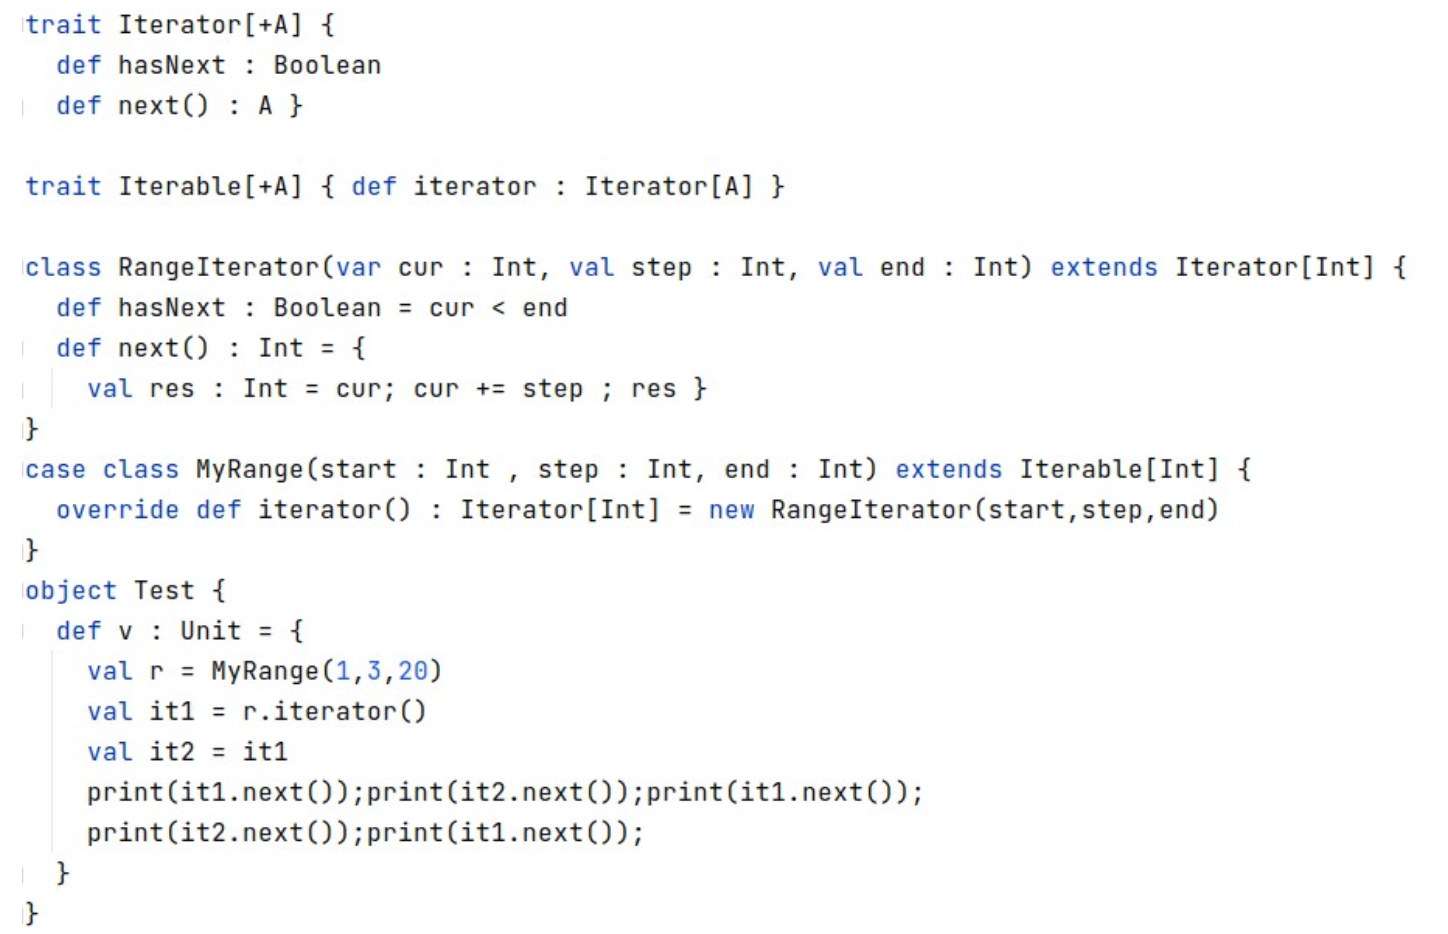 trait Iterator[+A] {
  def hasNext : Boolean
  def next() : A }

trait Iterable[+A] { def iterator : Iterator[A] }

class RangeIterator(var cur : Int, val step : Int, val end : Int) extends Iterator[Int] {
  def hasNext : Boolean = cur < end
  def next() : Int = {
    val res : Int = cur; cur += step ; res }
}
case class MyRange(start : Int , step : Int, end : Int) extends Iterable[Int] {
  override def iterator() : Iterator[Int] = new RangeIterator(start,step,end)
}
object Test {
  def v : Unit = {
    val r = MyRange(1,3,20)
    val it1 = r.iterator()
    val it2 = it1
    print(it1.next());print(it2.next());print(it1.next());
    print(it2.next());print(it1.next());
  }
}